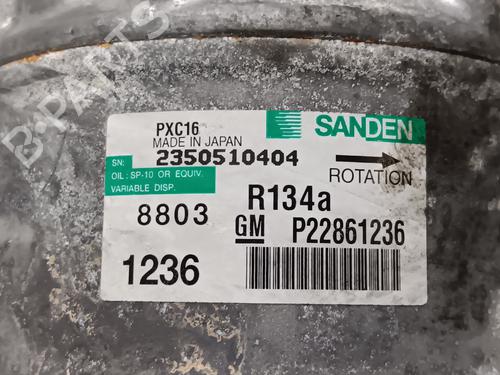 B-PARTS
PXC16
MADE IN JAPAN
SANDEN
SN:
2350510404
ROTATION
OIL: SP-10 OR EQUIV.
VARIABLE DISP.
8803
R134a
GM P22861236
1236